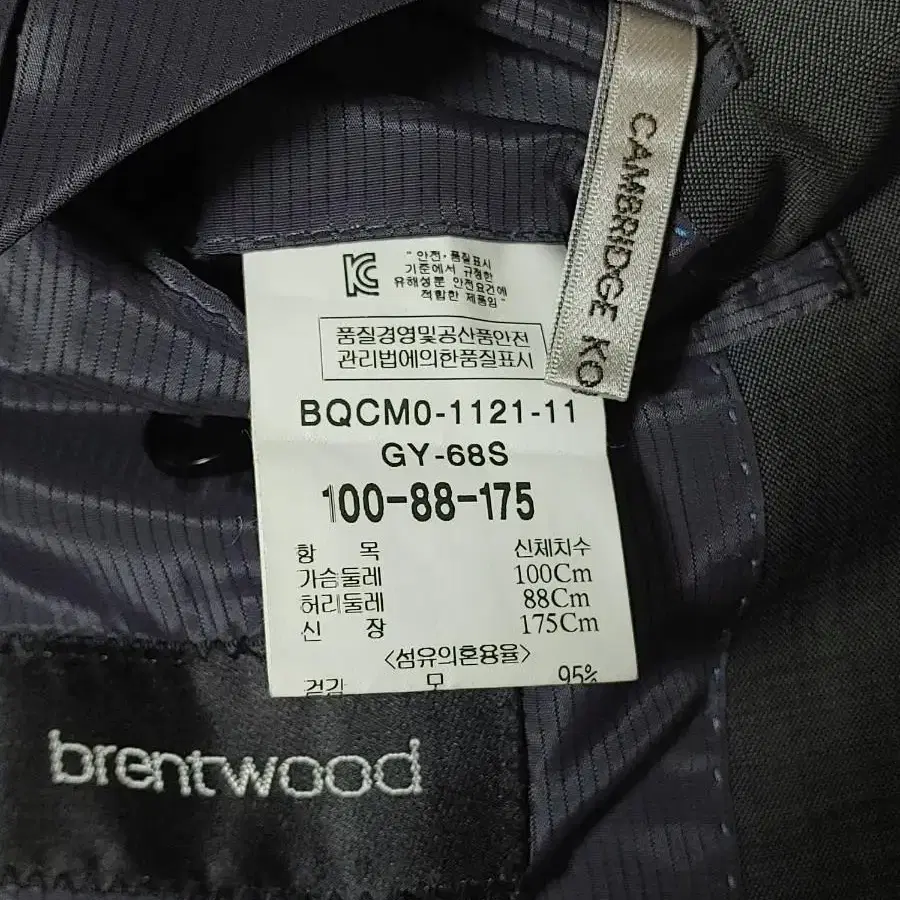 CAMBRIDGE KO
KC
" 안전·품질표시
기준에서 규정한
유해성분 안전요건에
적합한 제품임 "
품질경영및공산품안전
관리법에의한품질표시
BQCM0-1121-11
GY-68S
100-88-175
항 목 신체치수
가슴둘레 100Cm
허리둘레 88Cm
신 장 175Cm
<섬유의혼용율>
겉감 모 95%
brentwood